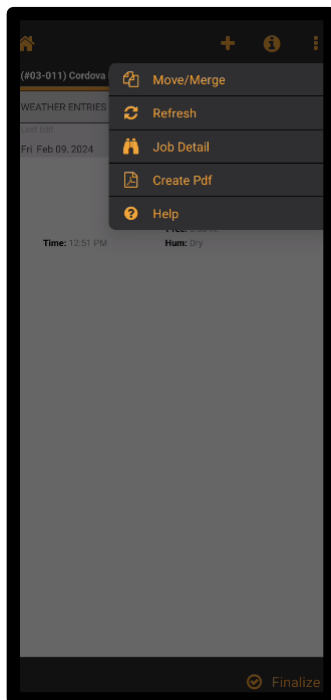 (#03-011) Cordova
Move/Merge
WEATHER ENTRIES
Refresh
Last Edit
Fri Feb 09, 2024
Job Detail
Create Pdf
Help
Time: 12:51 PM
Hum: Dry
Finalize